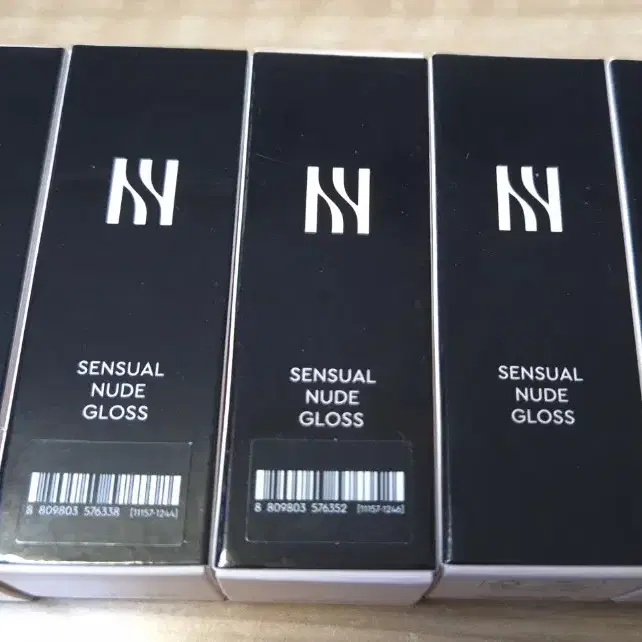 SENSUAL
NUDE
GLOSS
8 809803 576338 [11157-1244]
SENSUAL
NUDE
GLOSS
8 809803 576352 [11157-1246]
SENSUAL
NUDE
GLOSS